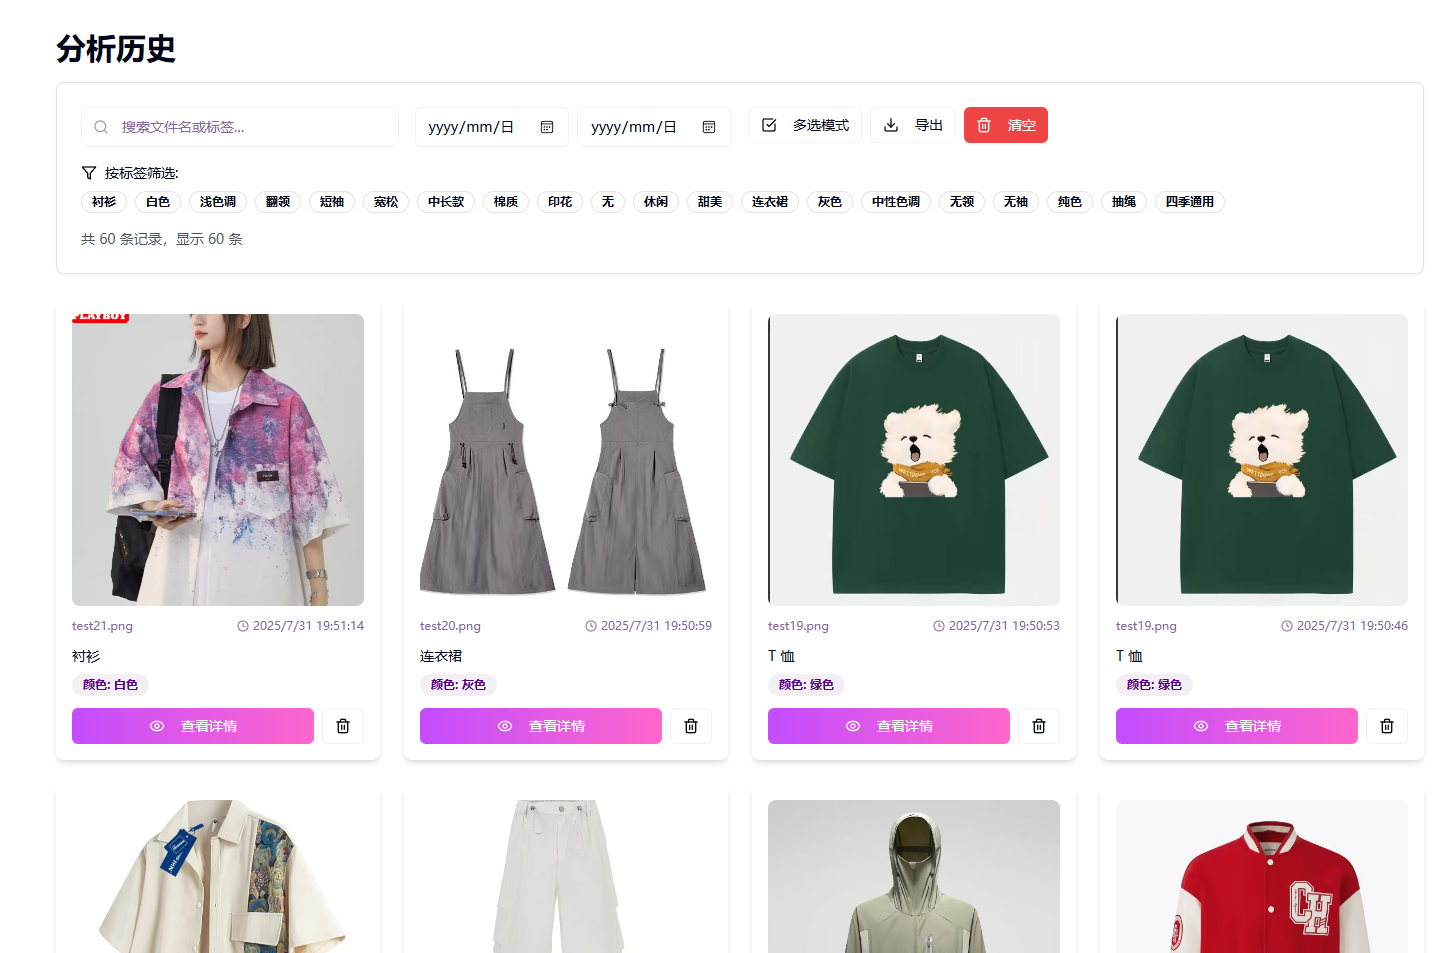 分析历史
搜索文件名或标签...
yyyy/mm/日
yyyy/mm/日
多选模式
导出
清空
按标签筛选:
衬衫 白色 浅色调 翻领 短袖 宽松 中长款 棉质 印花 无 休闲 甜美 连衣裙 灰色 中性色调 无领 无袖 纯色 抽绳 四季通用
共 60 条记录，显示 60 条
PLAYBOY
test21.png 2025/7/31 19:51:14
衬衫
颜色: 白色
查看详情
test20.png 2025/7/31 19:50:59
连衣裙
颜色: 灰色
查看详情
test19.png 2025/7/31 19:50:53
T 恤
颜色: 绿色
查看详情
test19.png 2025/7/31 19:50:46
T 恤
颜色: 绿色
查看详情
CH